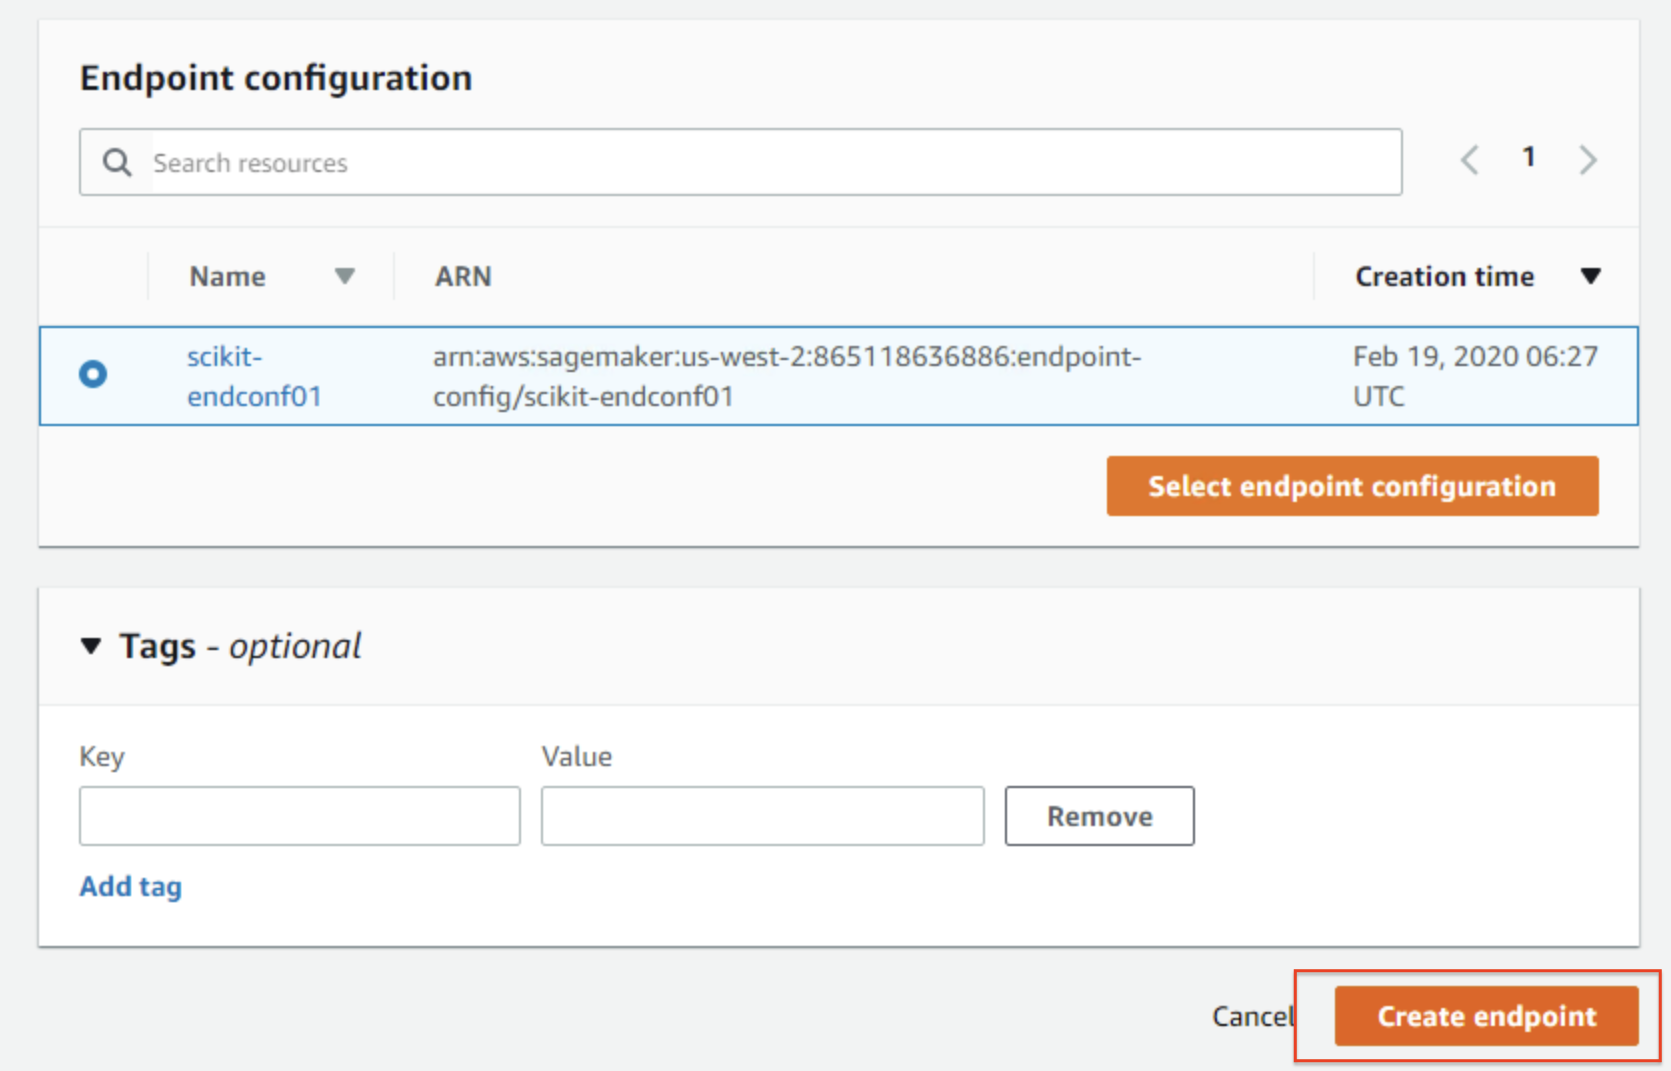 Endpoint configuration
Search resources
1
Name
ARN
Creation time
scikit-
endconf01
arn:aws:sagemaker:us-west-2:865118636886:endpoint-
config/scikit-endconf01
Feb 19, 2020 06:27
UTC
Select endpoint configuration
Tags - optional
Key
Value
Remove
Add tag
Cancel
Create endpoint